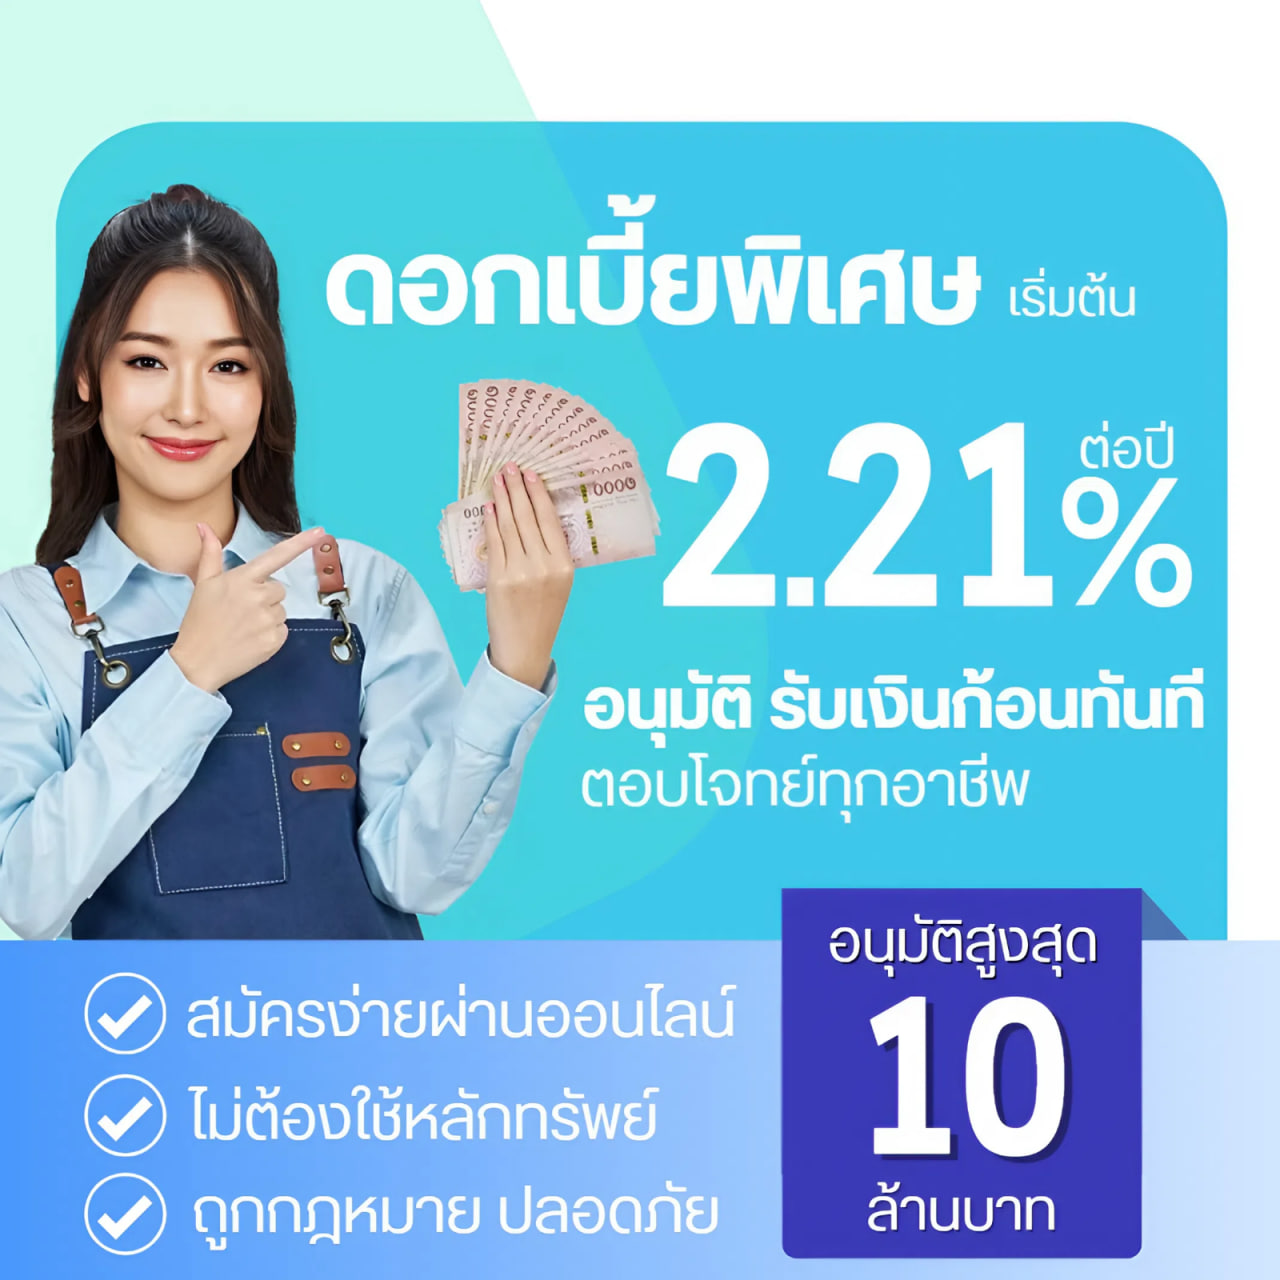 ดอกเบี้ยพิเศษ เริ่มต้น
2.21% ต่อปี
อนุมัติ รับเงินก้อนทันที
ตอบโจทย์ทุกอาชีพ
สมัครง่ายผ่านออนไลน์
ไม่ต้องใช้หลักทรัพย์
ถูกกฎหมาย ปลอดภัย
อนุมัติสูงสุด
10
ล้านบาท